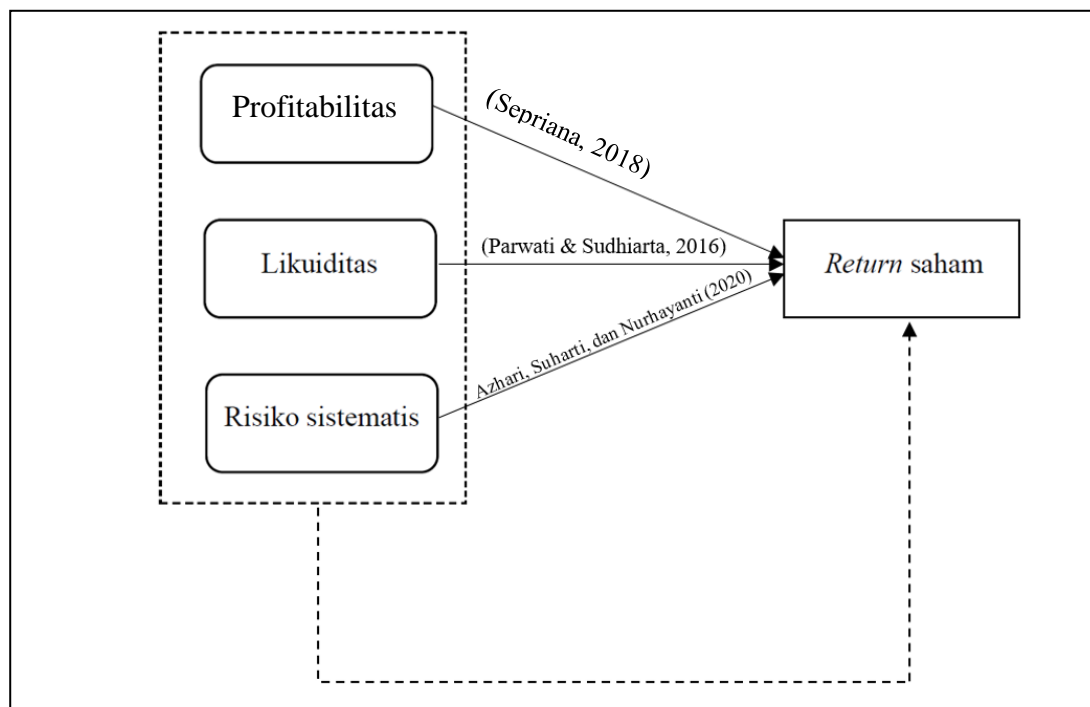 Profitabilitas
(Sepriana, 2018)
Likuiditas
(Parwati & Sudhiarta, 2016)
Return saham
Risiko sistematis
Azhari, Suharti, dan Nurhayanti (2020)